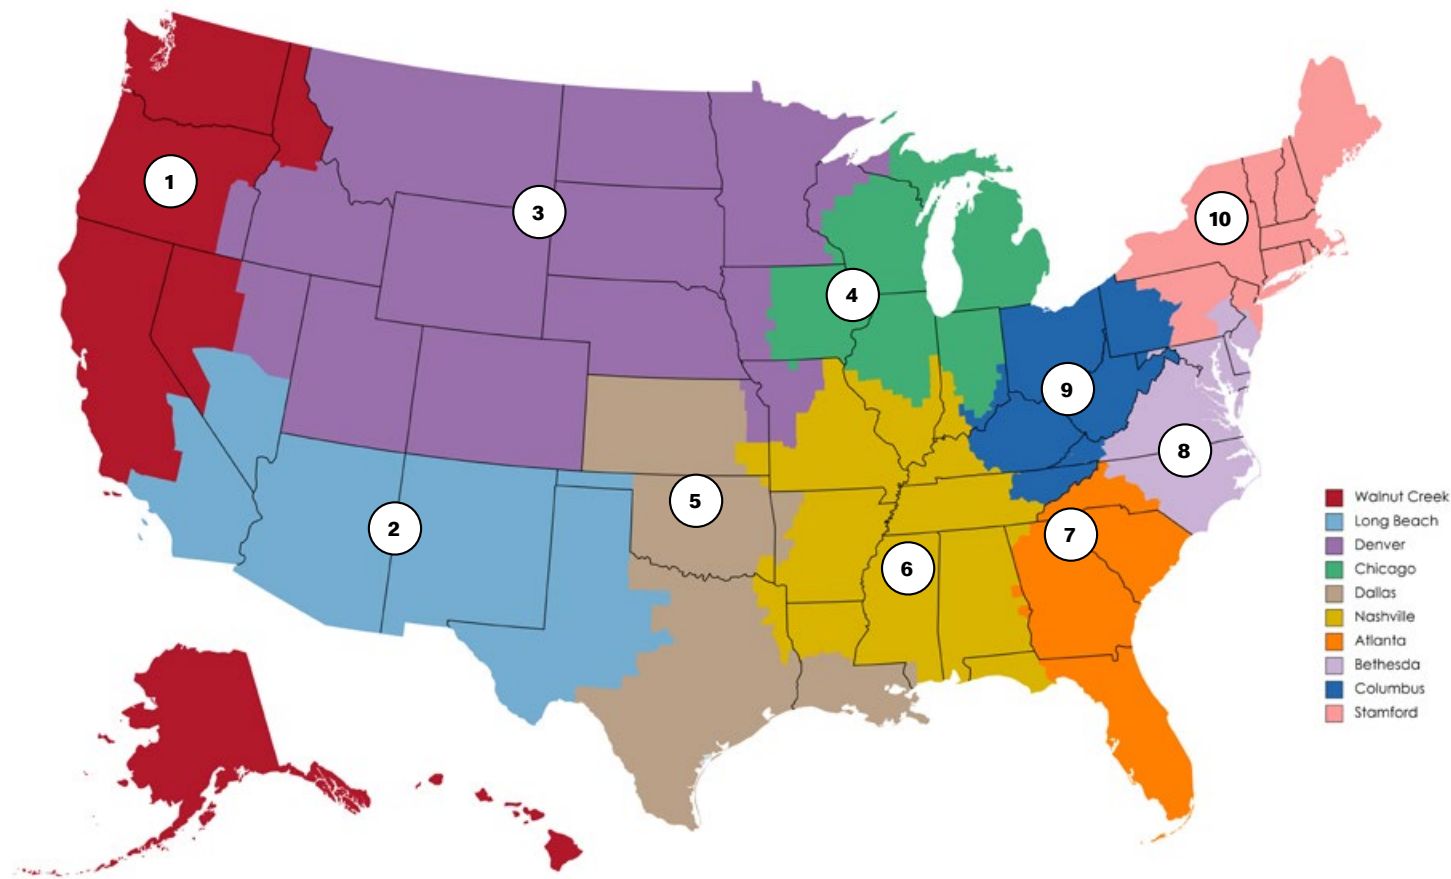 1
2
3
4
5
6
7
8
9
10
Walnut Creek
Long Beach
Denver
Chicago
Dallas
Nashville
Atlanta
Bethesda
Columbus
Stamford